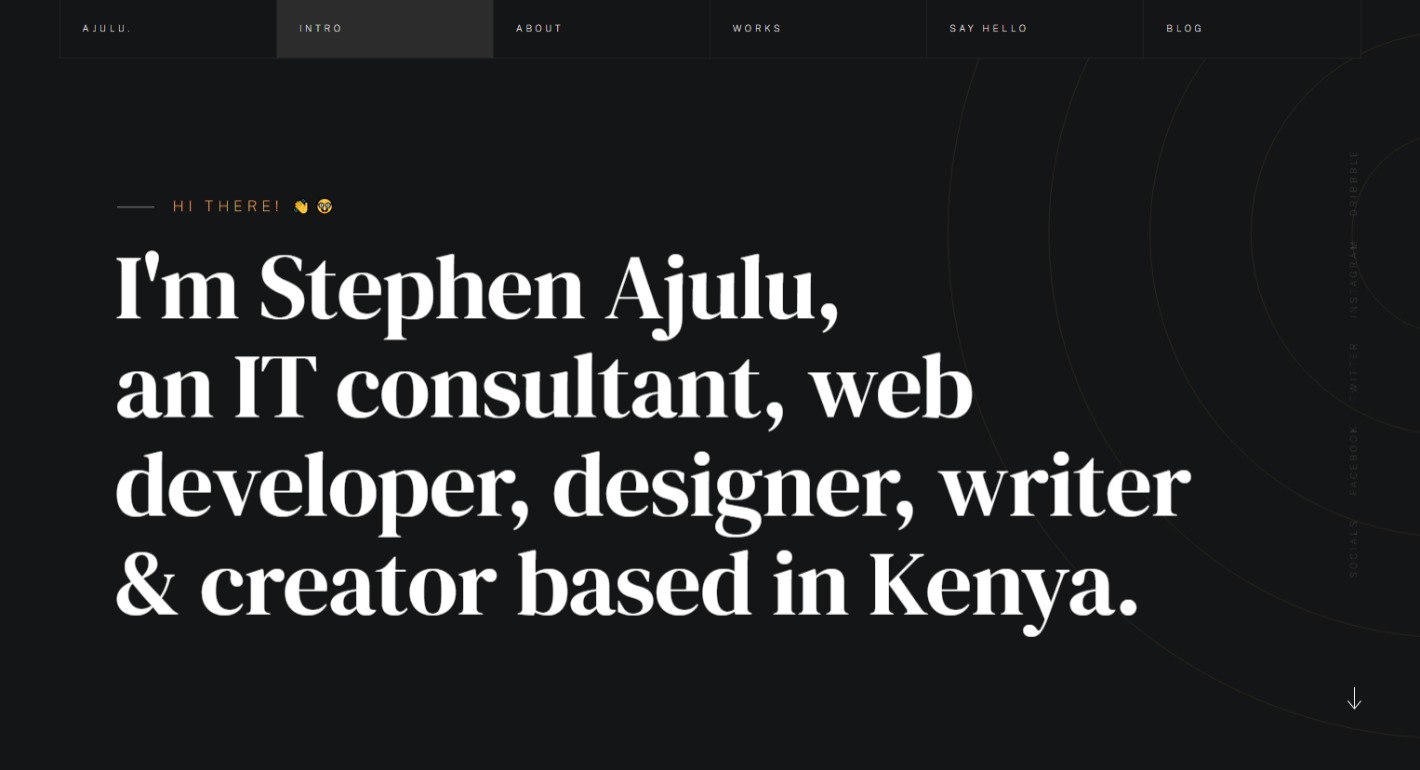 AJULU.
INTRO
ABOUT
WORKS
SAY HELLO
BLOG
HI THERE! 👋 🤓
I'm Stephen Ajulu,
an IT consultant, web
developer, designer, writer
& creator based in Kenya.
SOCIALS
FACEBOOK
TWITTER
INSTAGRAM
DRIBBBLE